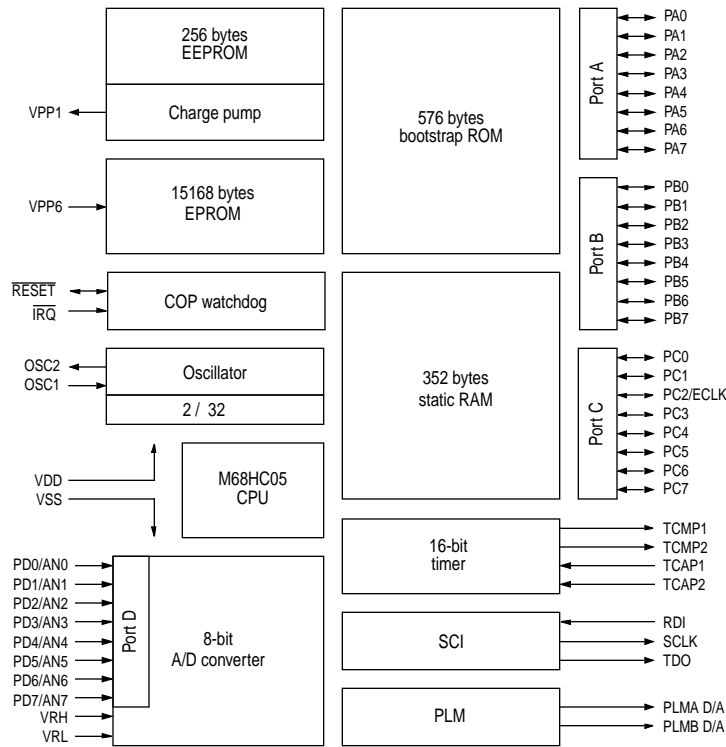 256 bytes
EEPROM
Charge pump
VPP1
15168 bytes
EPROM
VPP6
COP watchdog
RESET
IRQ
Oscillator
2 / 32
OSC2
OSC1
M68HC05
CPU
VDD
VSS
PD0/AN0
PD1/AN1
PD2/AN2
PD3/AN3
PD4/AN4
PD5/AN5
PD6/AN6
PD7/AN7
VRH
VRL
Port D
8-bit
A/D converter
576 bytes
bootstrap ROM
352 bytes
static RAM
16-bit
timer
SCI
PLM
Port A
PA0
PA1
PA2
PA3
PA4
PA5
PA6
PA7
Port B
PB0
PB1
PB2
PB3
PB4
PB5
PB6
PB7
Port C
PC0
PC1
PC2/ECLK
PC3
PC4
PC5
PC6
PC7
TCMP1
TCMP2
TCAP1
TCAP2
RDI
SCLK
TDO
PLMA D/A
PLMB D/A